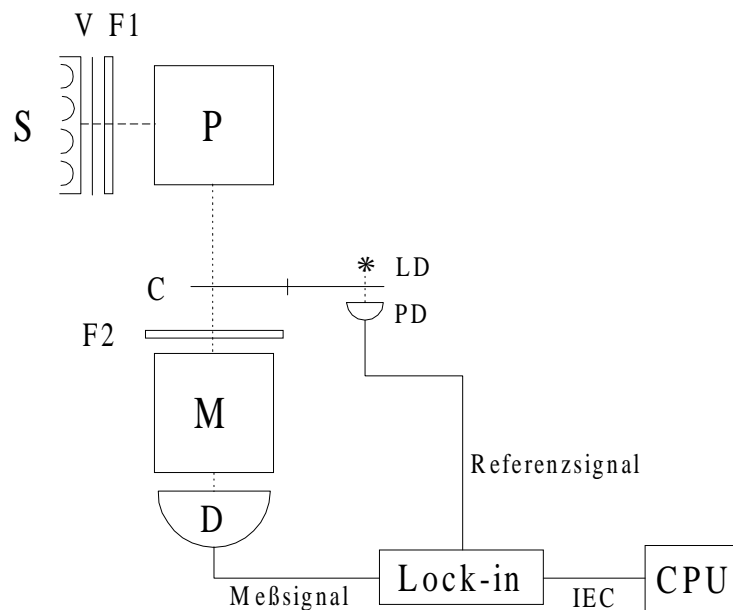 V F1
S
P
C
LD
PD
F2
M
Referenzsignal
D
Lock-in
CPU
Meßsignal
IEC